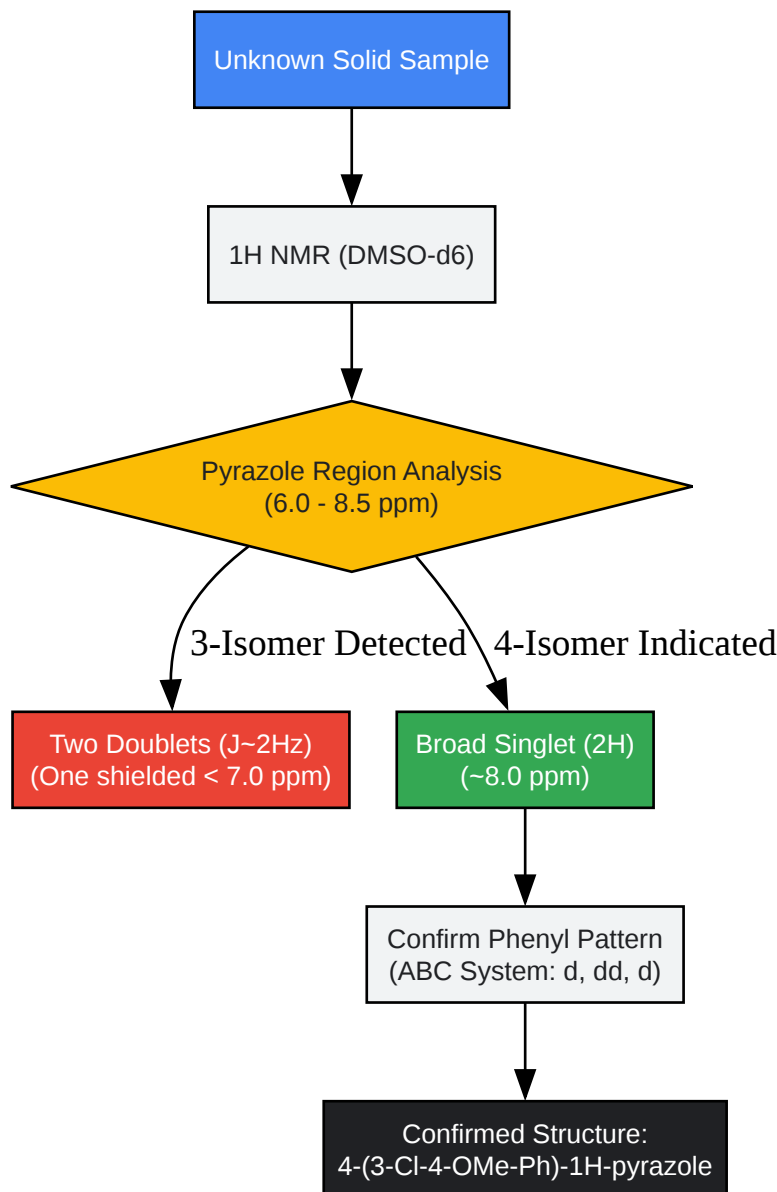 Unknown Solid Sample
1H NMR (DMSO-d6)
Pyrazole Region Analysis
(6.0 - 8.5 ppm)
3-Isomer Detected
4-Isomer Indicated
Two Doublets (J~2Hz)
(One shielded < 7.0 ppm)
Broad Singlet (2H)
(~8.0 ppm)
Confirm Phenyl Pattern
(ABC System: d, dd, d)
Confirmed Structure:
4-(3-Cl-4-OMe-Ph)-1H-pyrazole